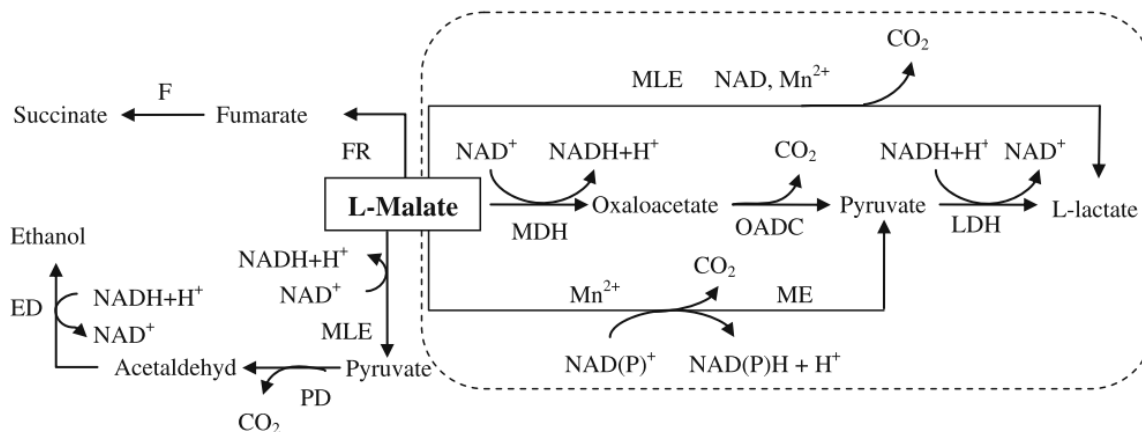 CO₂
MLE NAD, Mn²⁺
F
Succinate Fumarate
FR
NAD⁺ NADH+H⁺ CO₂ NADH+H⁺ NAD⁺
L-Malate Oxaloacetate Pyruvate L-lactate
MDH OADC LDH
Ethanol
NADH+H⁺
NAD⁺
CO₂
Mn²⁺ ME
ED NADH+H⁺
NAD⁺
MLE
NAD(P)⁺ NAD(P)H + H⁺
Acetaldehyd Pyruvate
PD
CO₂